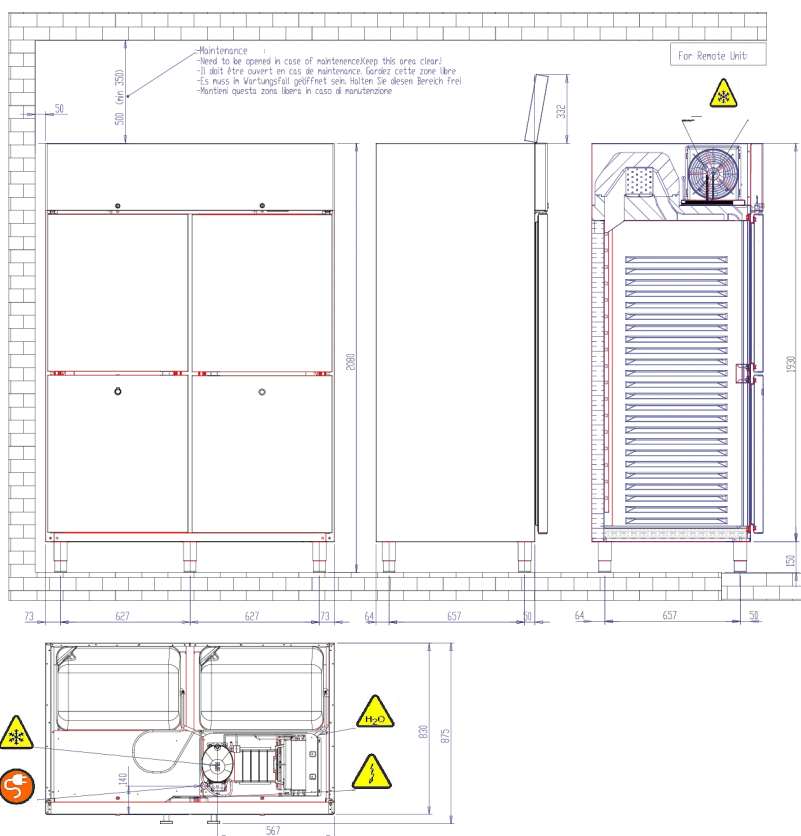 -Maintenance
-Need to be opened in case of maintenence.Keep this area clear!
-Il doit être ouvert en cas de maintenance. Gardez cette zone libre
-Es muss in Wartungsfall geöffnet sein. Halten Sie diesen Bereich frei
-Mantieni questa zona libera in caso di manutenzione
For Remote Unit:
50
500 (min 350)
332
2080
1930
150
73
627
627
73
64
657
50
64
657
50
H₂O
140
830
875
567